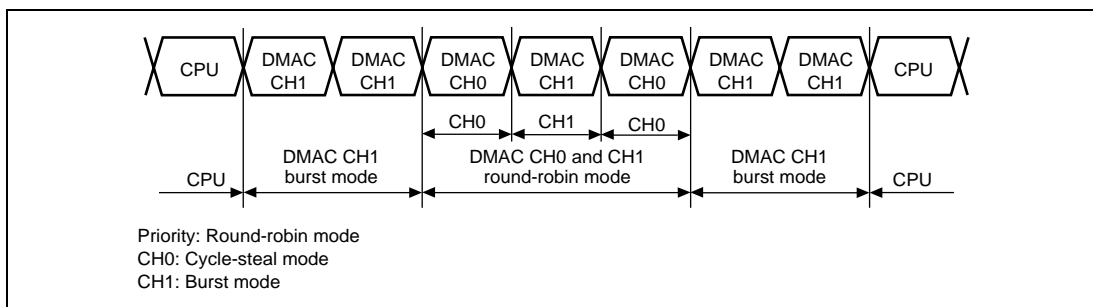 CPU DMAC CH1 DMAC CH1 DMAC CH0 DMAC CH1 DMAC CH0 DMAC CH1 DMAC CH1 CPU
CH0 CH1 CH0
CPU DMAC CH1 burst mode DMAC CH0 and CH1 round-robin mode DMAC CH1 burst mode CPU
Priority: Round-robin mode
CH0: Cycle-steal mode
CH1: Burst mode